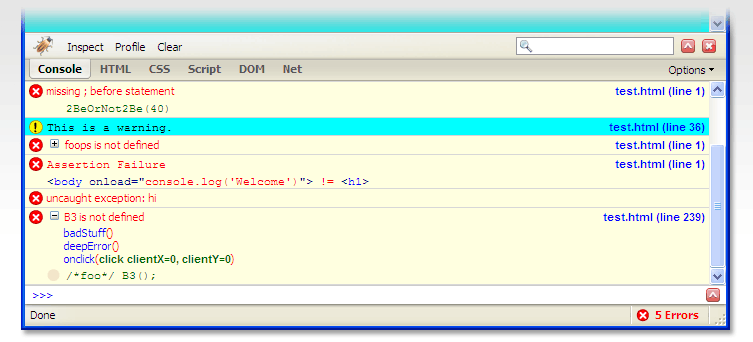 Inspect Profile Clear
Console HTML CSS Script DOM Net Options
missing ; before statement test.html (line 1)
2BeOrNot2Be(40)
This is a warning. test.html (line 36)
foops is not defined test.html (line 1)
Assertion Failure test.html (line 1)
<body onload="console.log('Welcome')"> != <h1>
uncaught exception: hi
B3 is not defined test.html (line 239)
badStuff()
deepError()
onclick(click clientX=0, clientY=0)
/*foo*/ B3();
>>>
Done 5 Errors